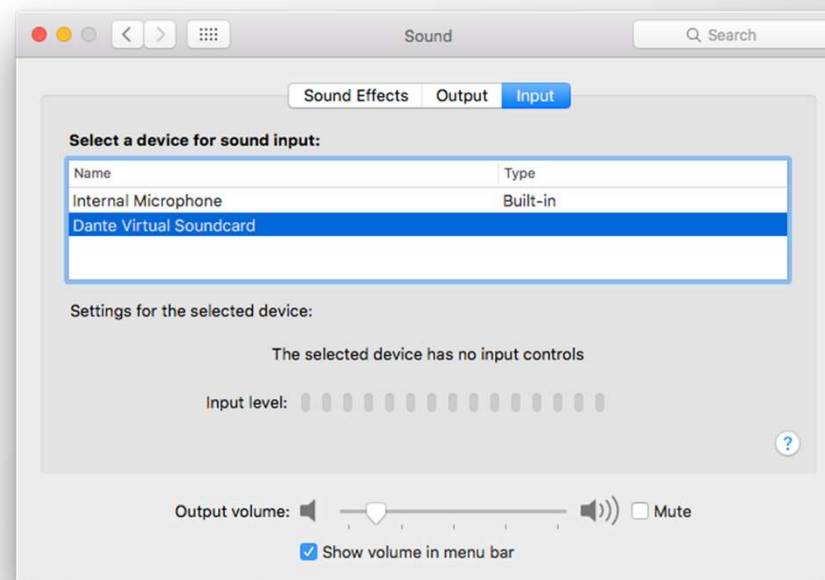 Sound
Search
Sound Effects Output Input
Select a device for sound input:
Name Type
Internal Microphone Built-in
Dante Virtual Soundcard
Settings for the selected device:
The selected device has no input controls
Input level:
?
Output volume: Mute
Show volume in menu bar